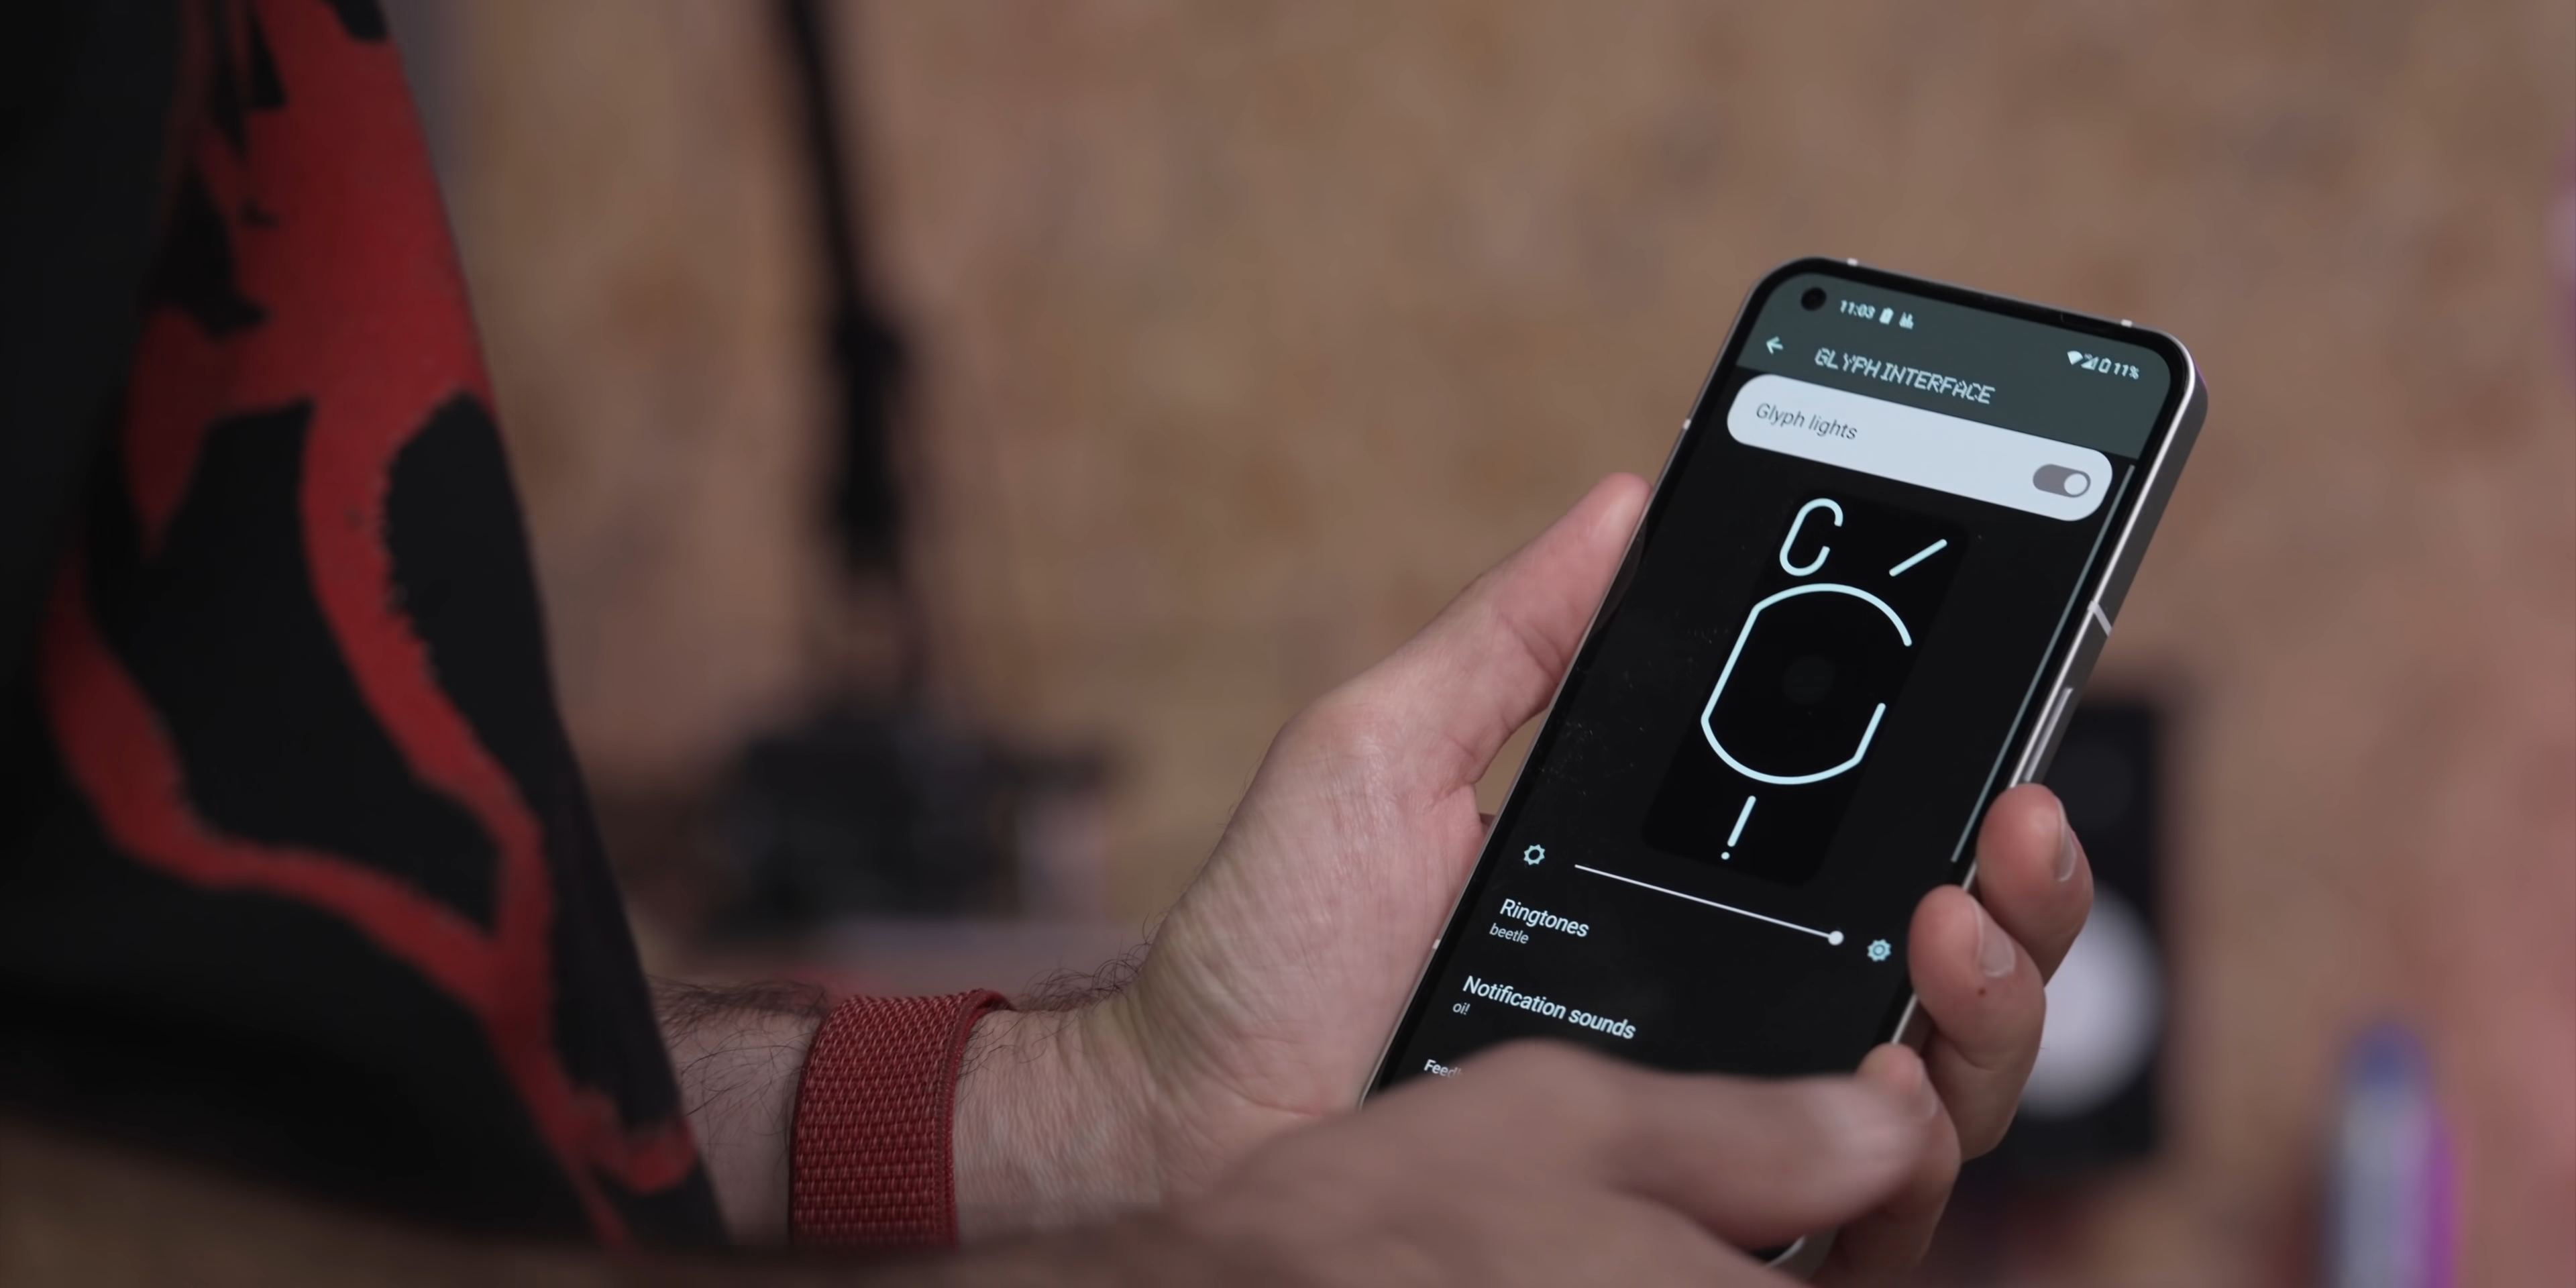 11:03
11%
GLYPH INTERFACE
Glyph lights
Ringtones
beetle
Notification sounds
oi!